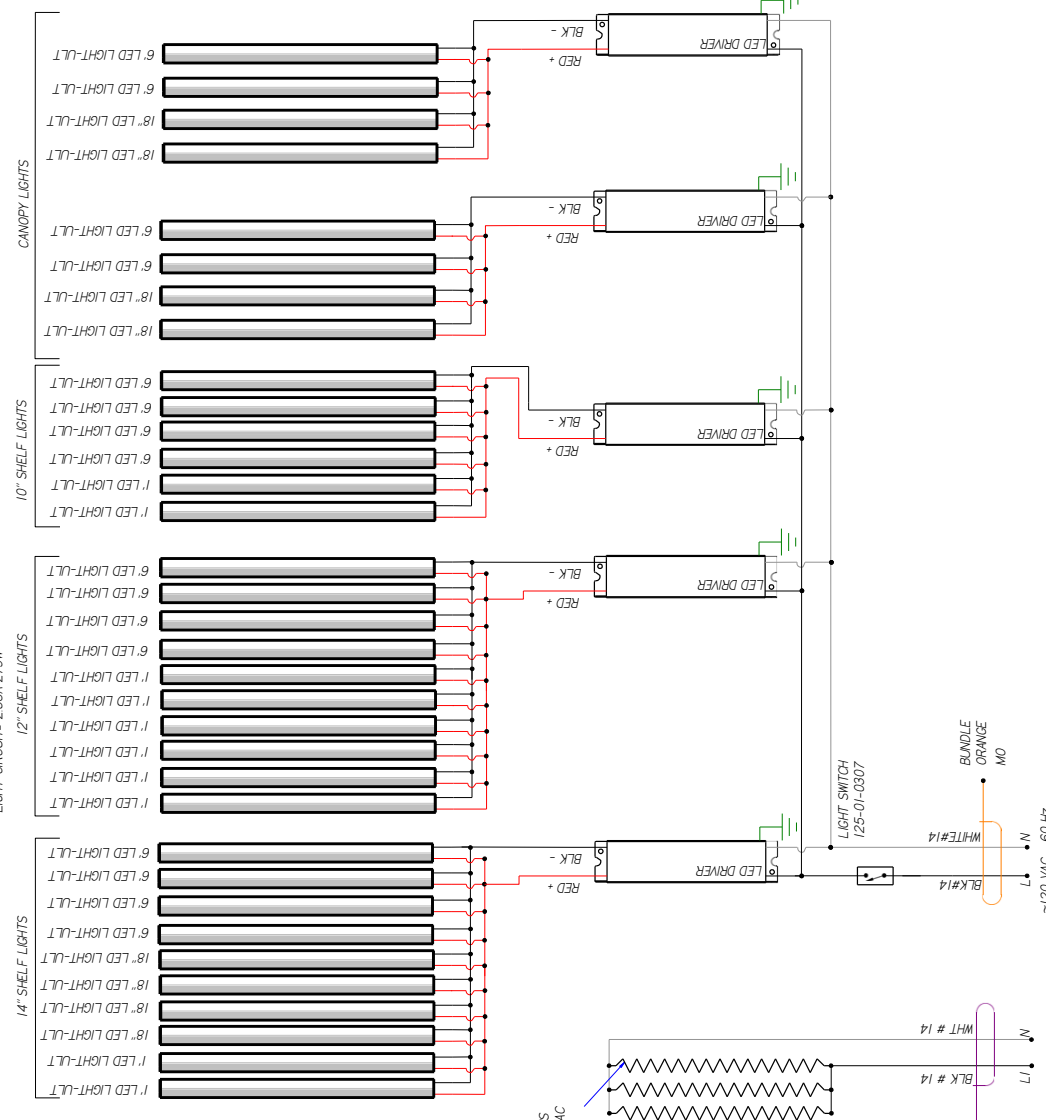 CANOPY LIGHTS
6' LED LIGHT-ULT
6' LED LIGHT-ULT
18" LED LIGHT-ULT
18" LED LIGHT-ULT
BLK -
RED +
LED DRIVER
6' LED LIGHT-ULT
6' LED LIGHT-ULT
18" LED LIGHT-ULT
18" LED LIGHT-ULT
BLK -
RED +
LED DRIVER
10" SHELF LIGHTS
6' LED LIGHT-ULT
6' LED LIGHT-ULT
6' LED LIGHT-ULT
6' LED LIGHT-ULT
1' LED LIGHT-ULT
1' LED LIGHT-ULT
BLK -
RED +
LED DRIVER
12" SHELF LIGHTS
6' LED LIGHT-ULT
6' LED LIGHT-ULT
6' LED LIGHT-ULT
6' LED LIGHT-ULT
1' LED LIGHT-ULT
1' LED LIGHT-ULT
1' LED LIGHT-ULT
1' LED LIGHT-ULT
1' LED LIGHT-ULT
1' LED LIGHT-ULT
BLK -
RED +
LED DRIVER
14" SHELF LIGHTS
6' LED LIGHT-ULT
6' LED LIGHT-ULT
6' LED LIGHT-ULT
6' LED LIGHT-ULT
18" LED LIGHT-ULT
18" LED LIGHT-ULT
18" LED LIGHT-ULT
18" LED LIGHT-ULT
1' LED LIGHT-ULT
1' LED LIGHT-ULT
BLK -
RED +
LED DRIVER
LIGHT SWITCH
125-01-0307
BUNDLE
ORANGE
MO
WHITE#14
BLK#14
N
L
~120 VAC 60 Hz
WHT # 14
BLK # 14
N
L1